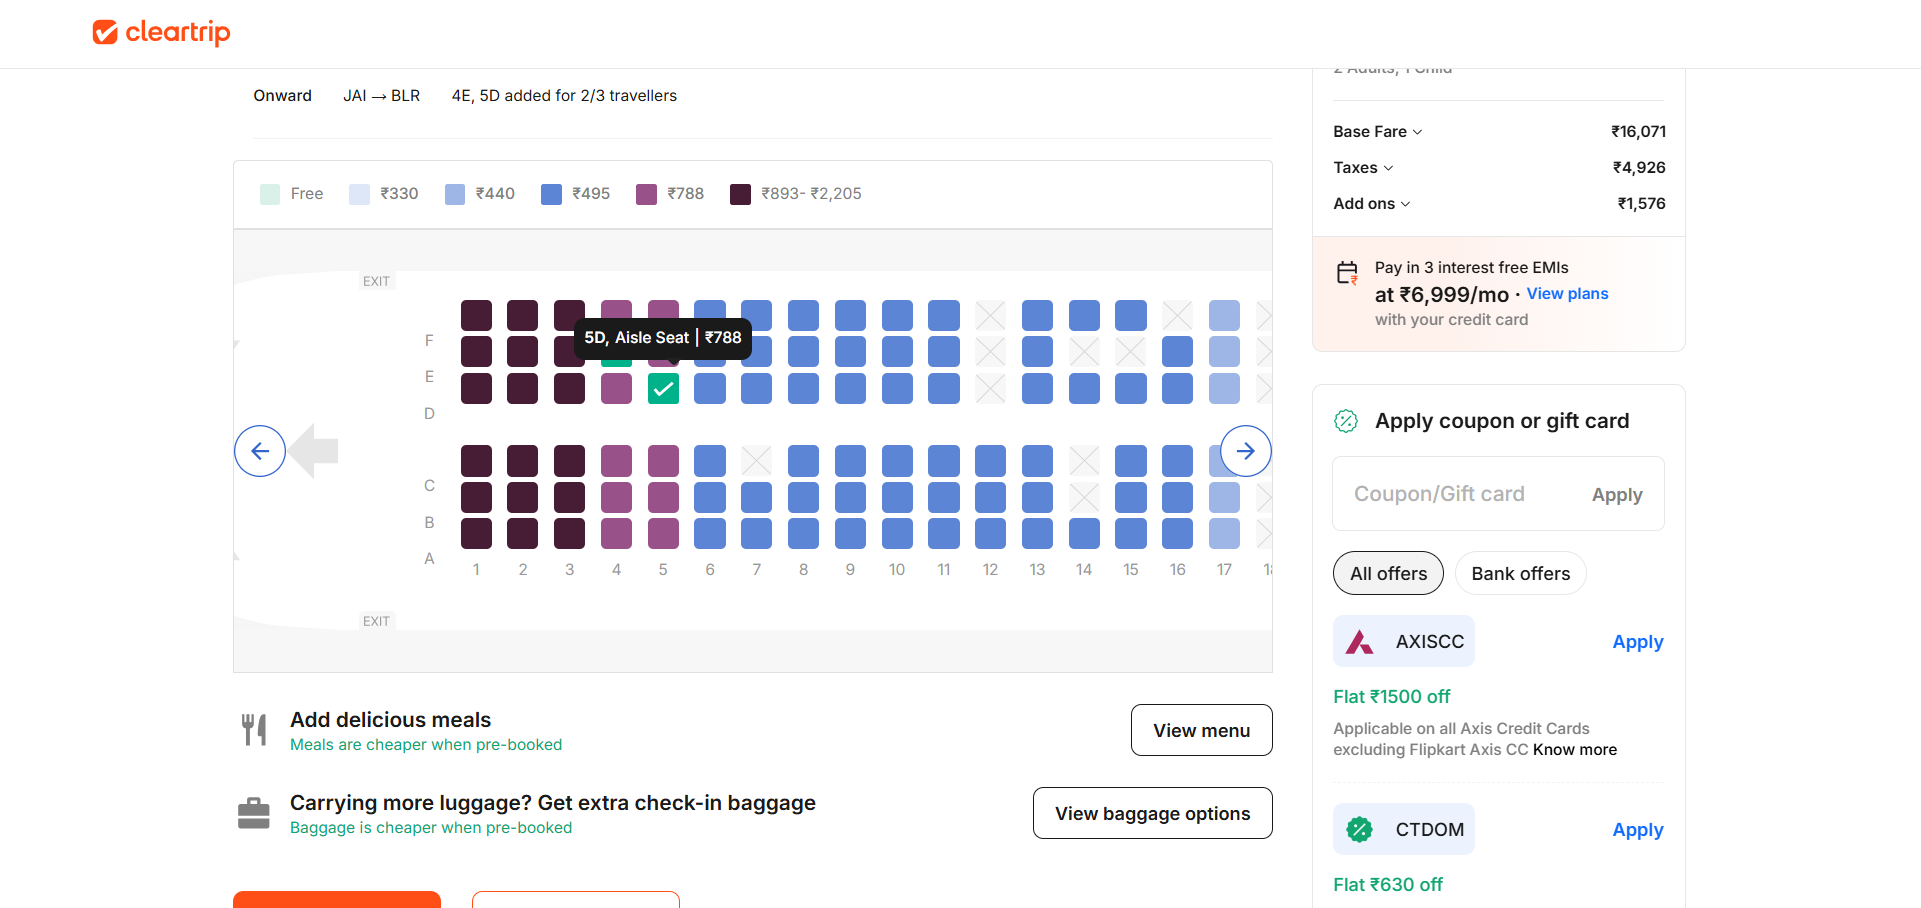 cleartrip
Onward JAI → BLR 4E, 5D added for 2/3 travellers
Free ₹330 ₹440 ₹495 ₹788 ₹893- ₹2,205
EXIT
5D, Aisle Seat | ₹788
F
E
D
C
B
A
1 2 3 4 5 6 7 8 9 10 11 12 13 14 15 16 17 18
EXIT
Add delicious meals
Meals are cheaper when pre-booked
View menu
Carrying more luggage? Get extra check-in baggage
Baggage is cheaper when pre-booked
View baggage options
2 Adults, 1 Child
Base Fare ₹16,071
Taxes ₹4,926
Add ons ₹1,576
Pay in 3 interest free EMIs
at ₹6,999/mo · View plans
with your credit card
Apply coupon or gift card
Coupon/Gift card Apply
All offers Bank offers
AXISCC Apply
Flat ₹1500 off
Applicable on all Axis Credit Cards
excluding Flipkart Axis CC Know more
CTDOM Apply
Flat ₹630 off